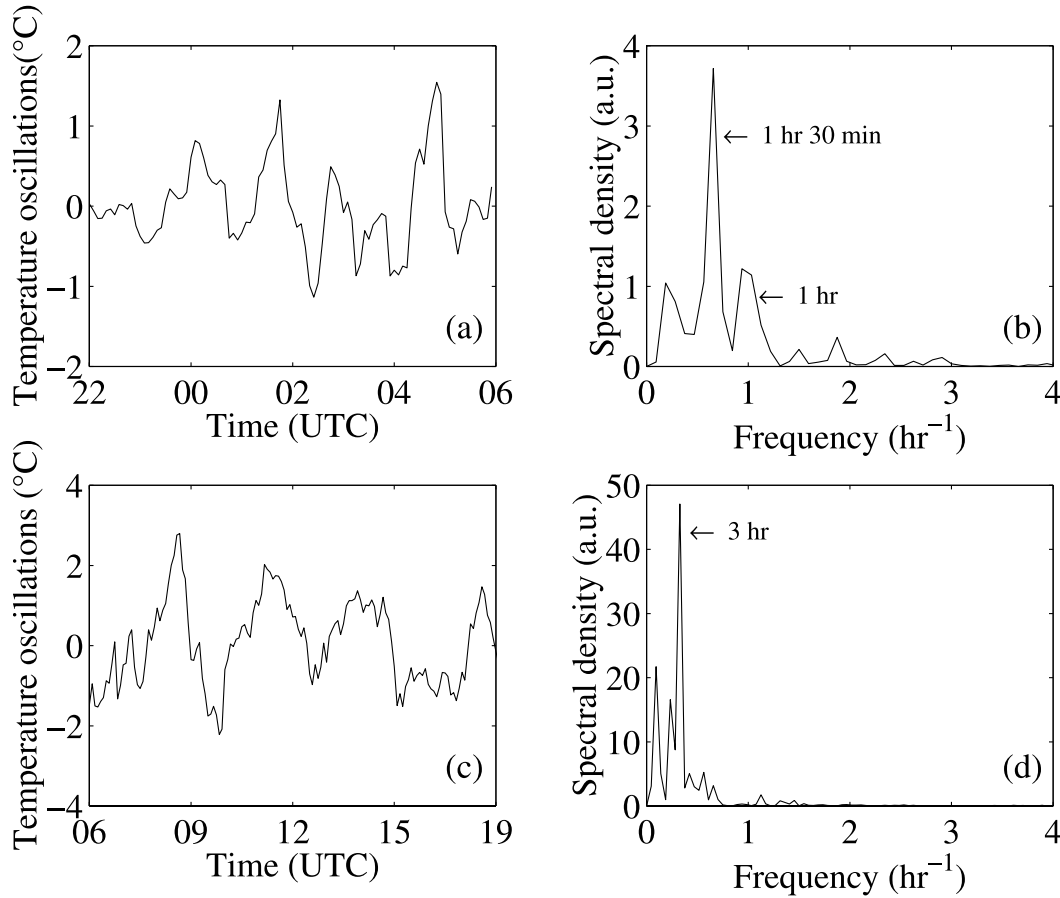 Temperature oscillations(°C)
2
1
0
−1
−2
22
00
02
04
06
Time (UTC)
(a)
Spectral density (a.u.)
4
3
2
1
0
0
1
2
3
4
Frequency (hr⁻¹)
← 1 hr 30 min
← 1 hr
(b)
Temperature oscillations (°C)
4
2
0
−2
−4
06
09
12
15
19
Time (UTC)
(c)
Spectral density (a.u.)
50
40
30
20
10
0
0
1
2
3
4
Frequency (hr⁻¹)
← 3 hr
(d)